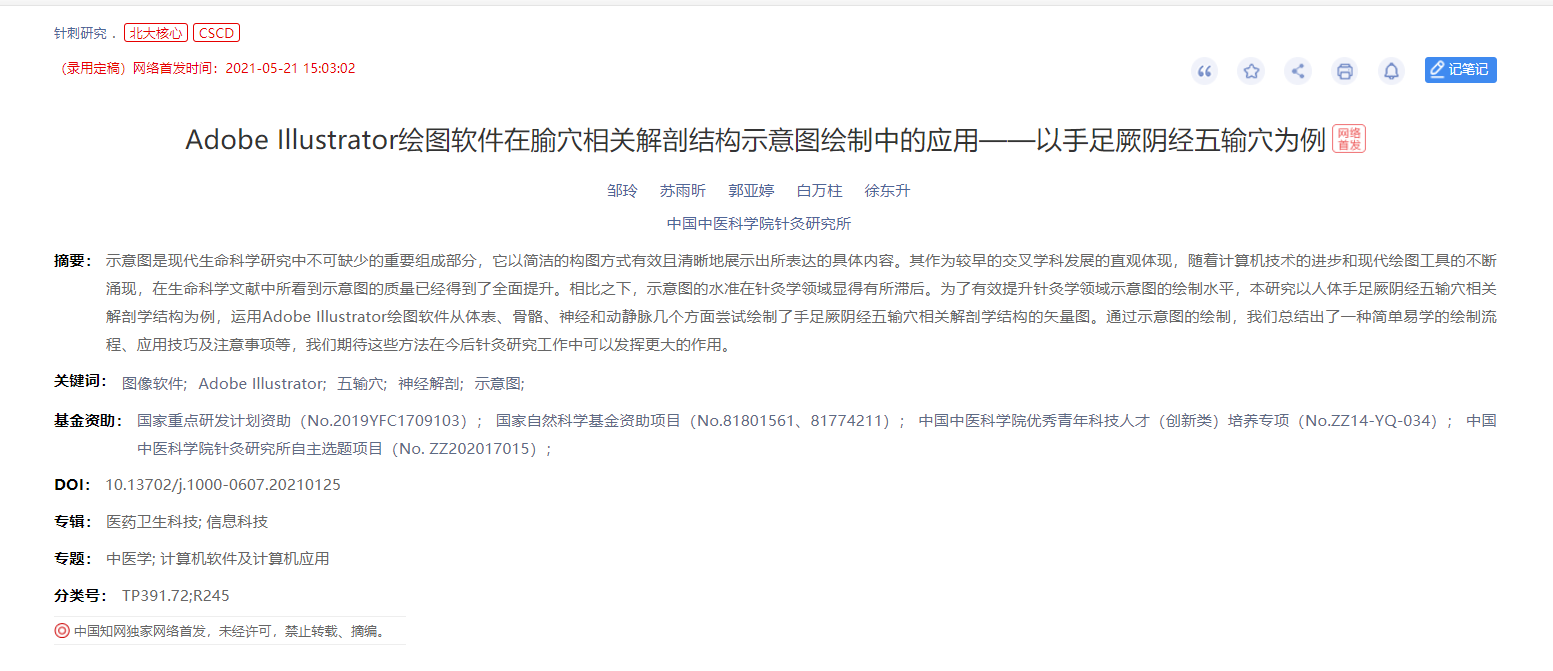 针刺研究 . 北大核心 CSCD
（录用定稿）网络首发时间：2021-05-21 15:03:02
记笔记
Adobe Illustrator绘图软件在腧穴相关解剖结构示意图绘制中的应用——以手足厥阴经五输穴为例 网络首发
邹玲 苏雨昕 郭亚婷 白万柱 徐东升
中国中医科学院针灸研究所
摘要： 示意图是现代生命科学研究中不可缺少的重要组成部分，它以简洁的构图方式有效且清晰地展示出所表达的具体内容。其作为较早的交叉学科发展的直观体现，随着计算机技术的进步和现代绘图工具的不断
涌现，在生命科学文献中所看到示意图的质量已经得到了全面提升。相比之下，示意图的水准在针灸学领域显得有所滞后。为了有效提升针灸学领域示意图的绘制水平，本研究以人体手足厥阴经五输穴相关
解剖学结构为例，运用Adobe Illustrator绘图软件从体表、骨骼、神经和动静脉几个方面尝试绘制了手足厥阴经五输穴相关解剖学结构的矢量图。通过示意图的绘制，我们总结出了一种简单易学的绘制流
程、应用技巧及注意事项等，我们期待这些方法在今后针灸研究工作中可以发挥更大的作用。
关键词： 图像软件; Adobe Illustrator; 五输穴; 神经解剖; 示意图;
基金资助： 国家重点研发计划资助（No.2019YFC1709103）; 国家自然科学基金资助项目（No.81801561、81774211）; 中国中医科学院优秀青年科技人才（创新类）培养专项（No.ZZ14-YQ-034）; 中国
中医科学院针灸研究所自主选题项目（No. ZZ202017015）;
DOI： 10.13702/j.1000-0607.20210125
专辑： 医药卫生科技; 信息科技
专题： 中医学; 计算机软件及计算机应用
分类号： TP391.72;R245
中国知网独家网络首发，未经许可，禁止转载、摘编。